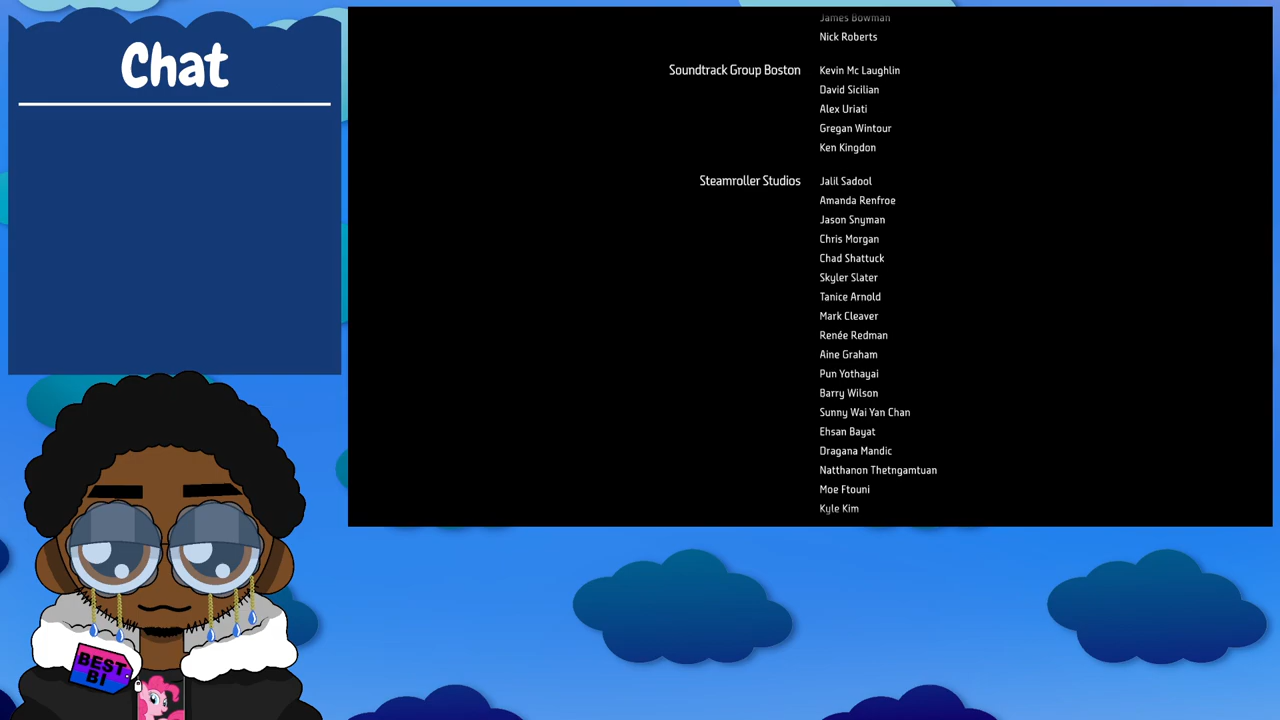 Chat
James Bowman
Nick Roberts
Soundtrack Group Boston
Kevin Mc Laughlin
David Sicilian
Alex Uriati
Gregan Wintour
Ken Kingdon
Steamroller Studios
Jalil Sadool
Amanda Renfroe
Jason Snyman
Chris Morgan
Chad Shattuck
Skyler Slater
Tanice Arnold
Mark Cleaver
Renée Redman
Aine Graham
Pun Yothayai
Barry Wilson
Sunny Wai Yan Chan
Ehsan Bayat
Dragana Mandic
Natthanon Thetngamtuan
Moe Ftouni
Kyle Kim
BEST
BI